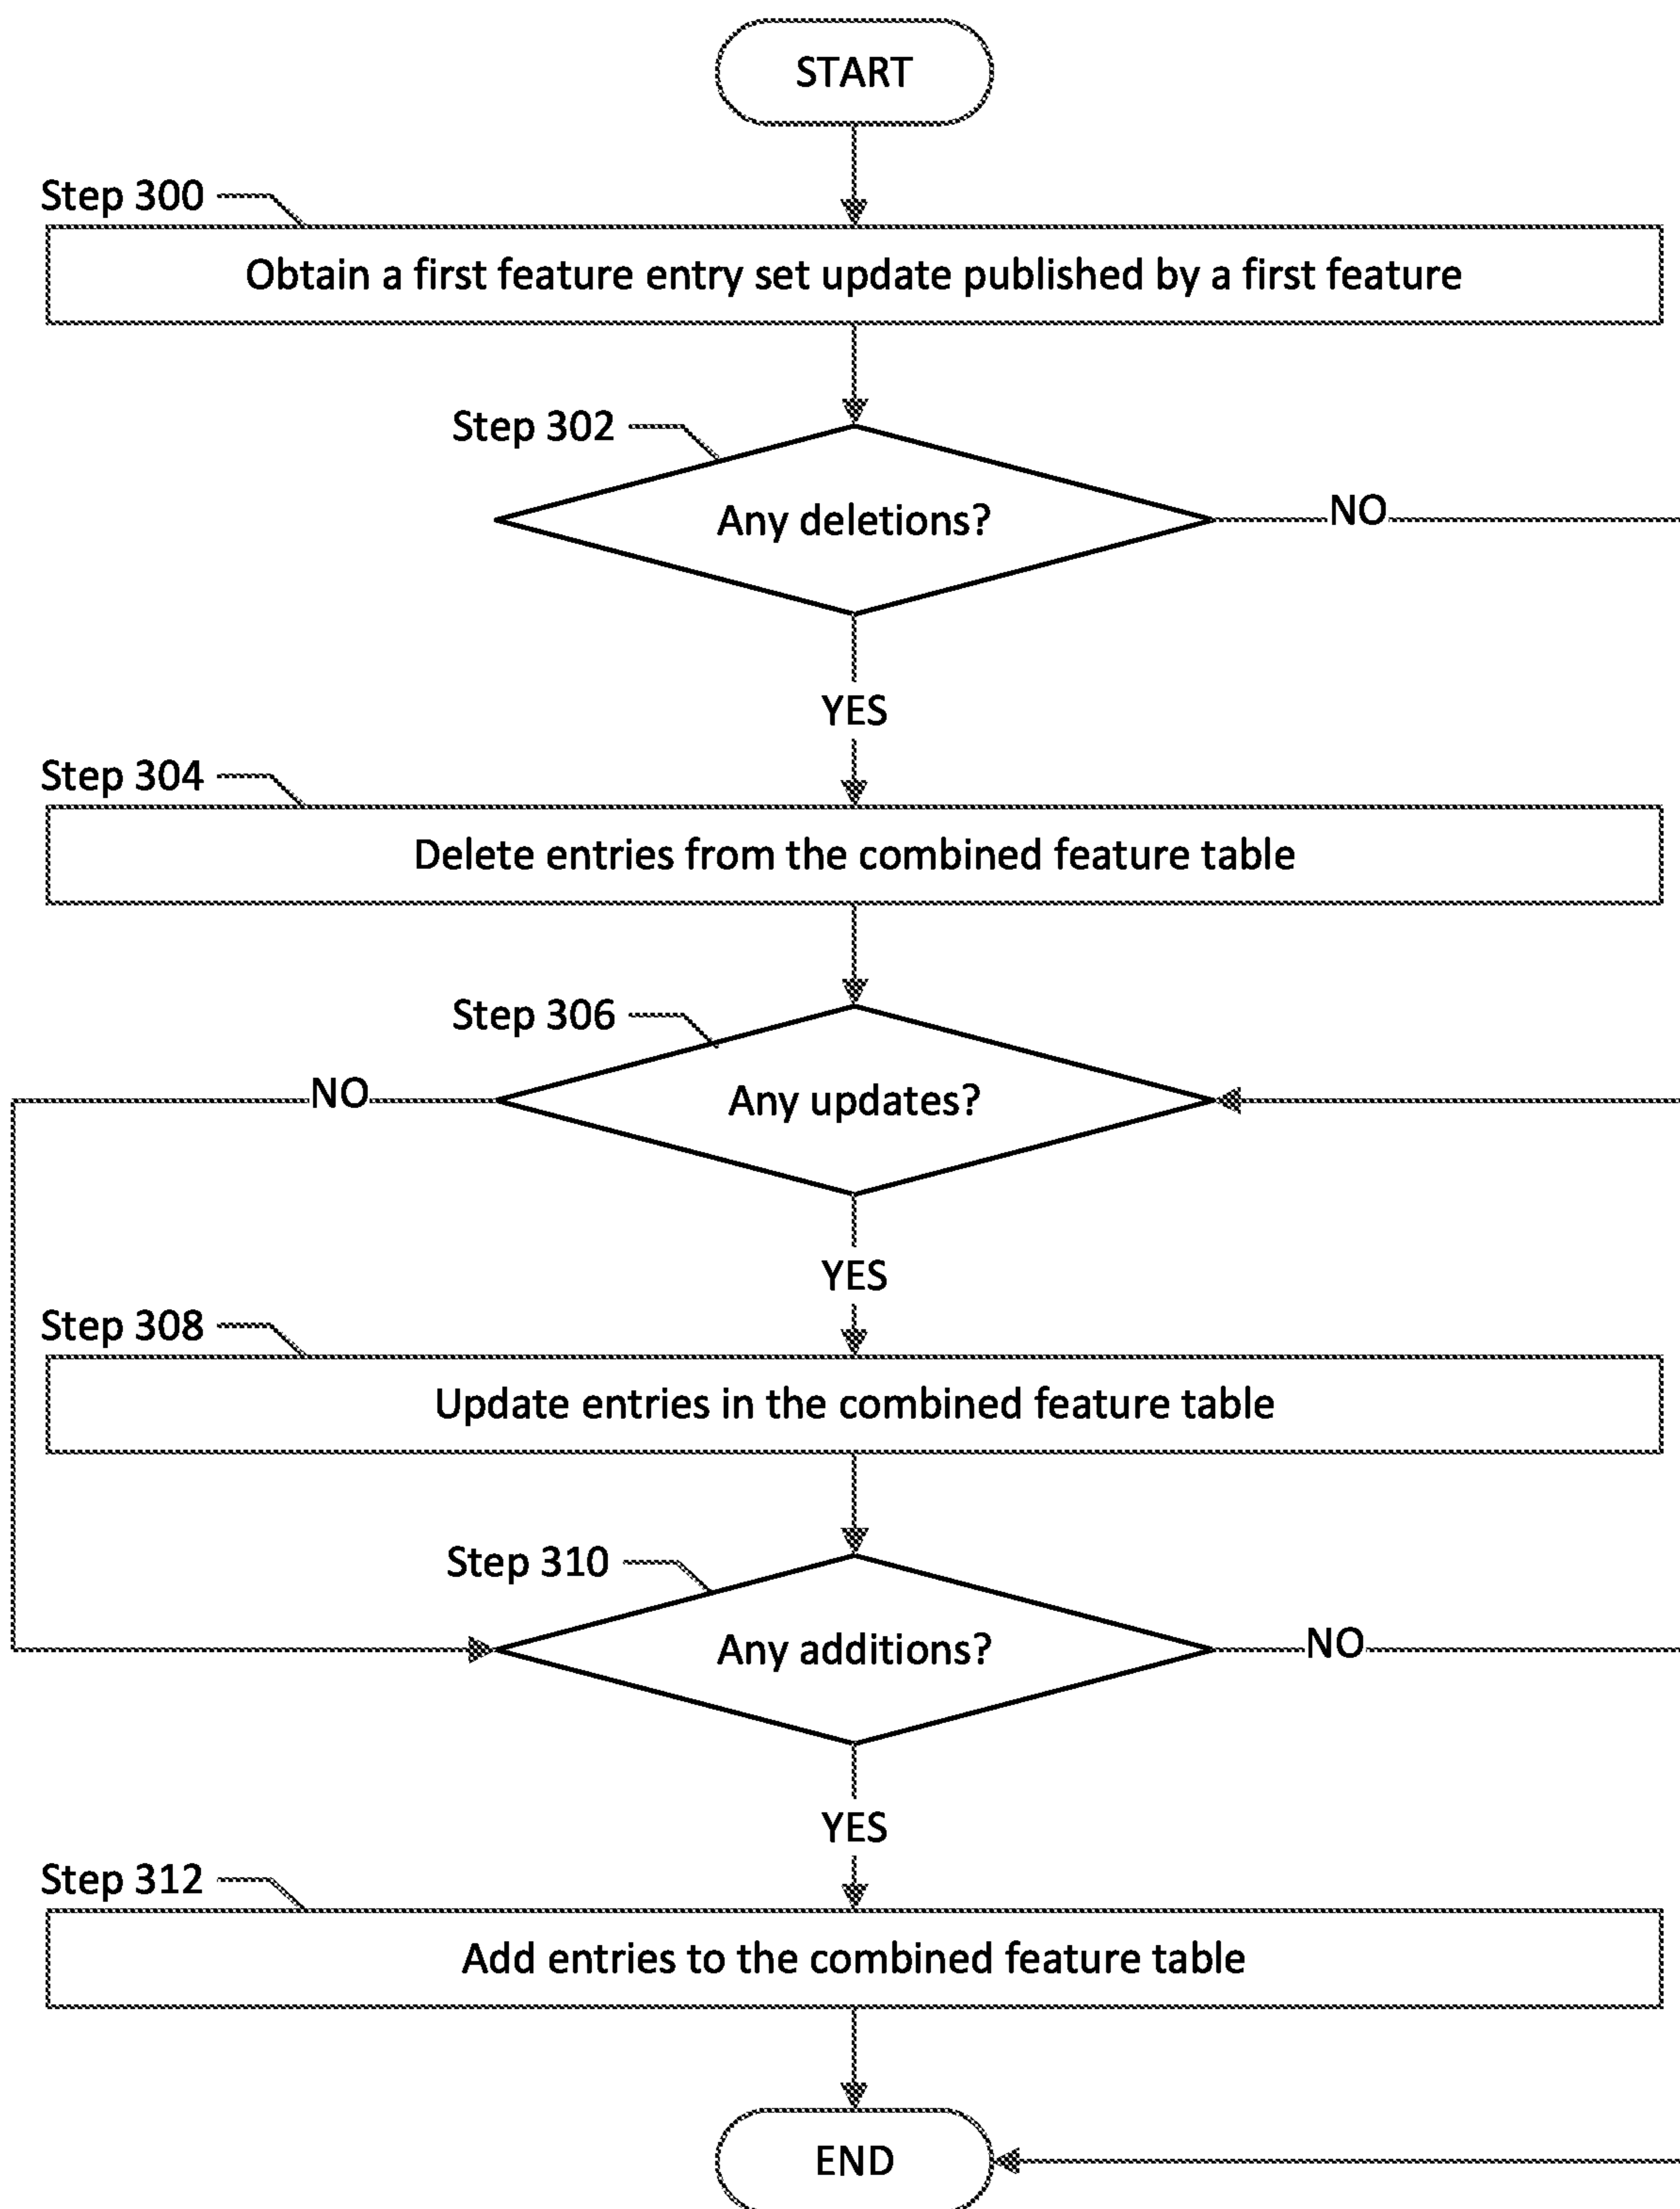 START
Step 300
Obtain a first feature entry set update published by a first feature
Step 302
Any deletions?
NO
YES
Step 304
Delete entries from the combined feature table
Step 306
NO
Any updates?
YES
Step 308
Update entries in the combined feature table
Step 310
Any additions?
NO
YES
Step 312
Add entries to the combined feature table
END